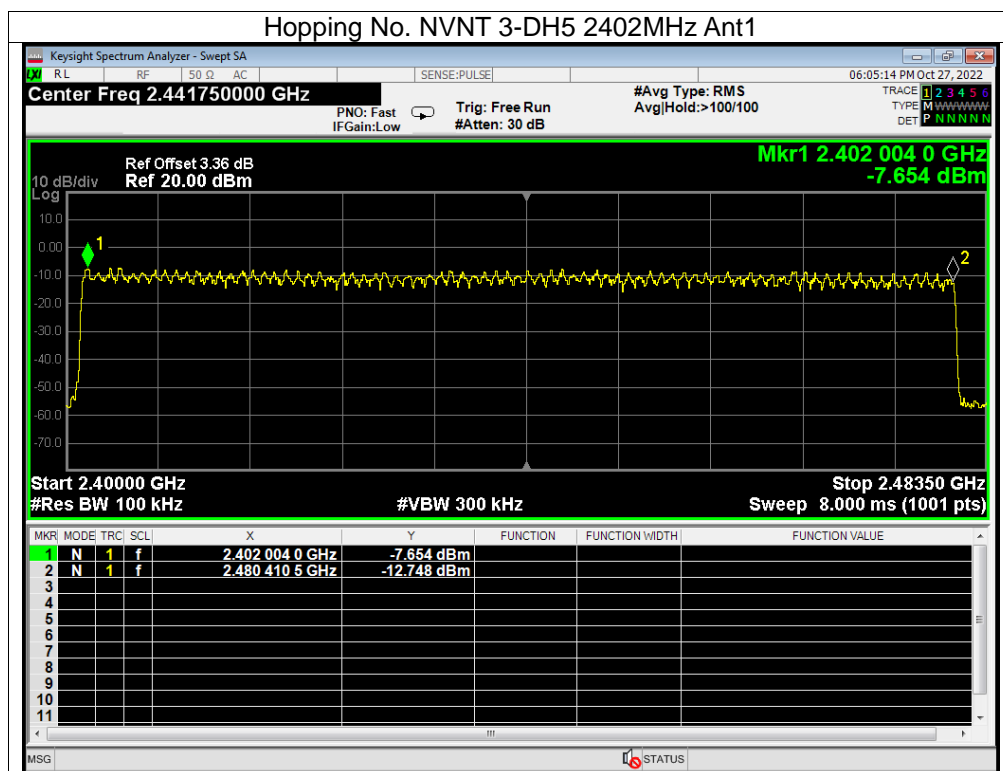 Hopping No. NVNT 3-DH5 2402MHz Ant1
Keysight Spectrum Analyzer - Swept SA
LXI RL RF 50 Ω AC SENSE:PULSE 06:05:14 PM Oct 27, 2022
Center Freq 2.441750000 GHz #Avg Type: RMS TRACE 1 2 3 4 5 6
PNO: Fast Trig: Free Run Avg|Hold:>100/100 TYPE M WWWWW
IFGain:Low #Atten: 30 dB DET P N N N N N
Mkr1 2.402 004 0 GHz
-7.654 dBm
Ref Offset 3.36 dB
10 dB/div Ref 20.00 dBm
Log
10.0
0.00
-10.0
-20.0
-30.0
-40.0
-50.0
-60.0
-70.0
1
2
Start 2.40000 GHz Stop 2.48350 GHz
#Res BW 100 kHz #VBW 300 kHz Sweep 8.000 ms (1001 pts)
MKR MODE TRC SCL X Y FUNCTION FUNCTION WIDTH FUNCTION VALUE
1 N 1 f 2.402 004 0 GHz -7.654 dBm
2 N 1 f 2.480 410 5 GHz -12.748 dBm
3
4
5
6
7
8
9
10
11
MSG STATUS